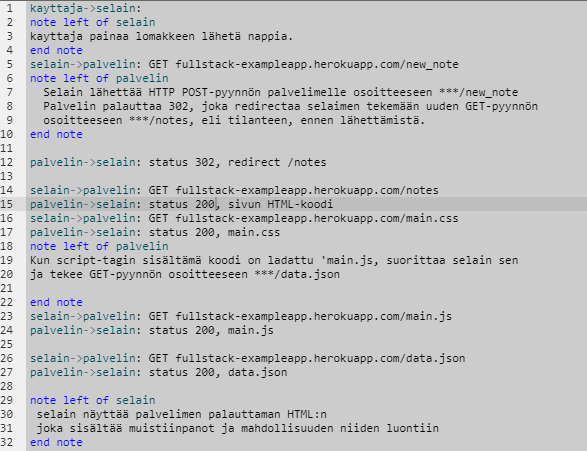 1 kayttaja->selain:
2 note left of selain
3 kayttaja painaa lomakkeen lähetä nappia.
4 end note
5 selain->palvelin: GET fullstack-exampleapp.herokuapp.com/new_note
6 note left of palvelin
7 Selain lähettää HTTP POST-pyynnön palvelimelle osoitteeseen ***/new_note
8 Palvelin palauttaa 302, joka redirectaa selaimen tekemään uuden GET-pyynnön
9 osoitteeseen ***/notes, eli tilanteen, ennen lähettämistä.
10 end note
11
12 palvelin->selain: status 302, redirect /notes
13
14 selain->palvelin: GET fullstack-exampleapp.herokuapp.com/notes
15 palvelin->selain: status 200, sivun HTML-koodi
16 selain->palvelin: GET fullstack-exampleapp.herokuapp.com/main.css
17 palvelin->selain: status 200, main.css
18 note left of palvelin
19 Kun script-tagin sisältämä koodi on ladattu 'main.js, suorittaa selain sen
20 ja tekee GET-pyynnön osoitteeseen ***/data.json
21
22 end note
23 selain->palvelin: GET fullstack-exampleapp.herokuapp.com/main.js
24 palvelin->selain: status 200, main.js
25
26 selain->palvelin: GET fullstack-exampleapp.herokuapp.com/data.json
27 palvelin->selain: status 200, data.json
28
29 note left of selain
30 selain näyttää palvelimen palauttaman HTML:n
31 joka sisältää muistiinpanot ja mahdollisuuden niiden luontiin
32 end note